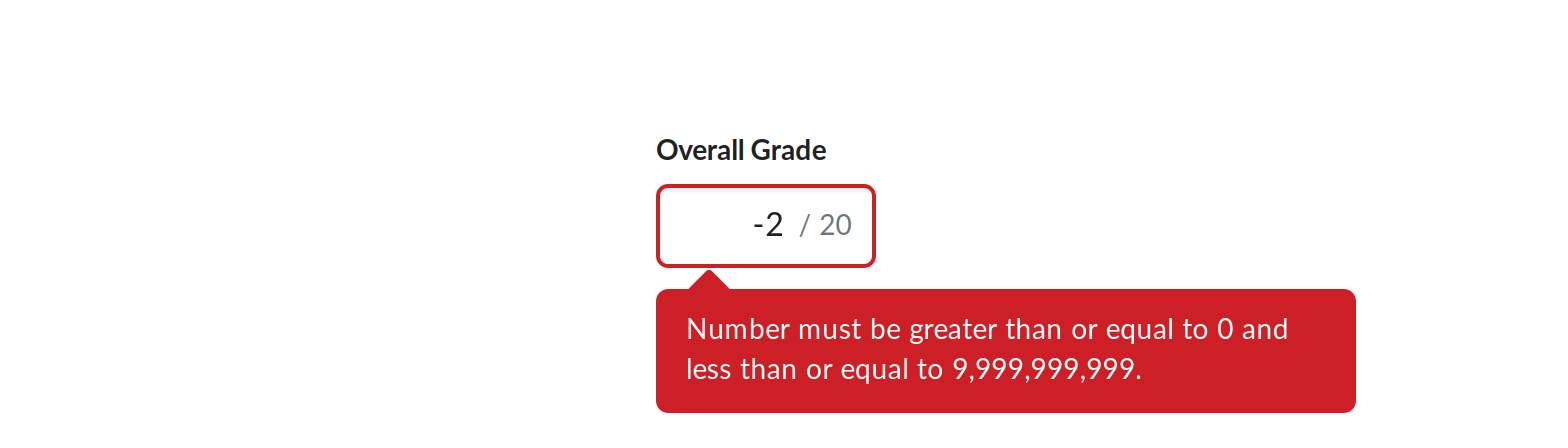 Overall Grade
-2 / 20
Number must be greater than or equal to 0 and
less than or equal to 9,999,999,999.